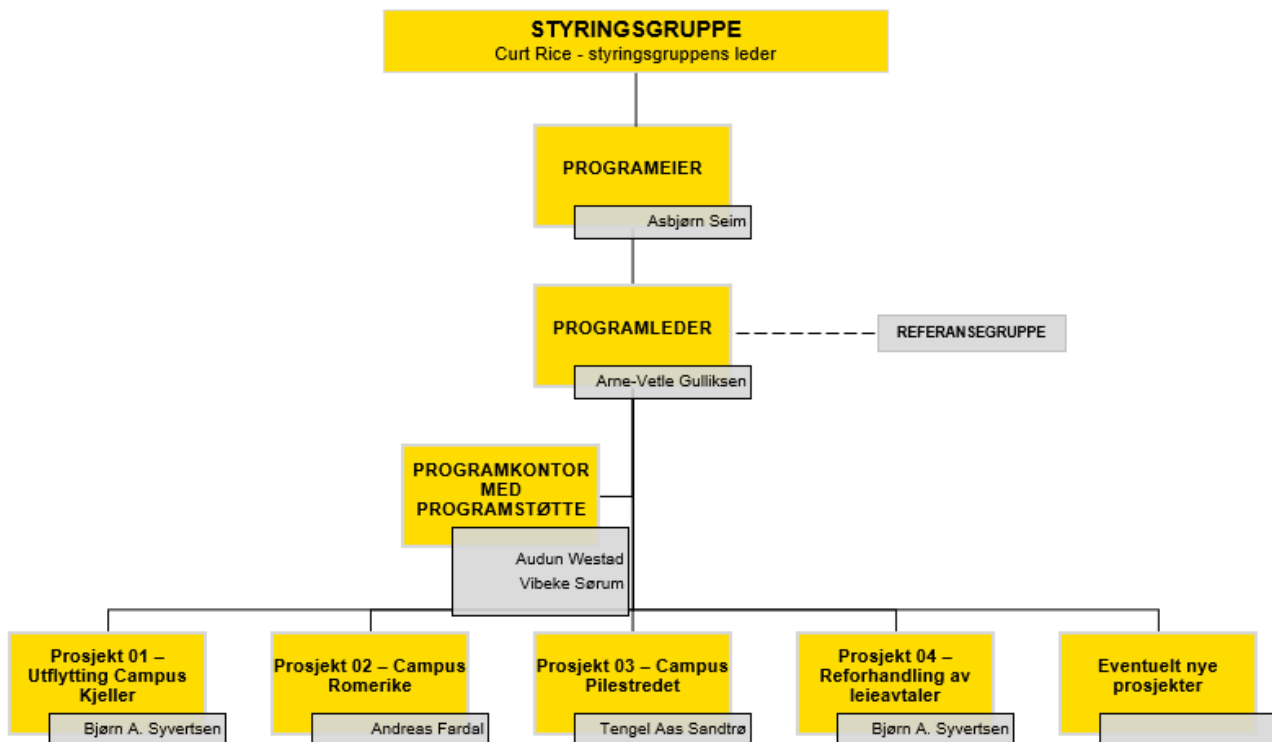 STYRINGSGRUPPE
Curt Rice - styringsgruppens leder
PROGRAMEIER
Asbjørn Seim
PROGRAMLEDER
Arne-Vetle Gulliksen
REFERANSEGRUPPE
PROGRAMKONTOR
MED
PROGRAMSTØTTE
Audun Westad
Vibeke Sørum
Prosjekt 01 –
Utflytting Campus
Kjeller
Bjørn A. Syvertsen
Prosjekt 02 – Campus
Romerike
Andreas Fardal
Prosjekt 03 – Campus
Pilestredet
Tengel Aas Sandtrø
Prosjekt 04 –
Reforhandling av
leieavtaler
Bjørn A. Syvertsen
Eventuelt nye
prosjekter